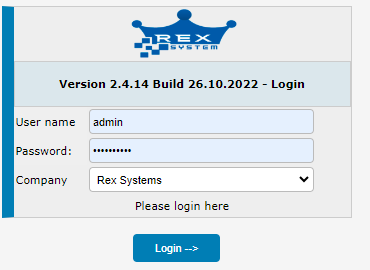 REX
SYSTEM
Version 2.4.14 Build 26.10.2022 - Login
User name admin
Password: ••••••••••
Company Rex Systems
Please login here
Login -->